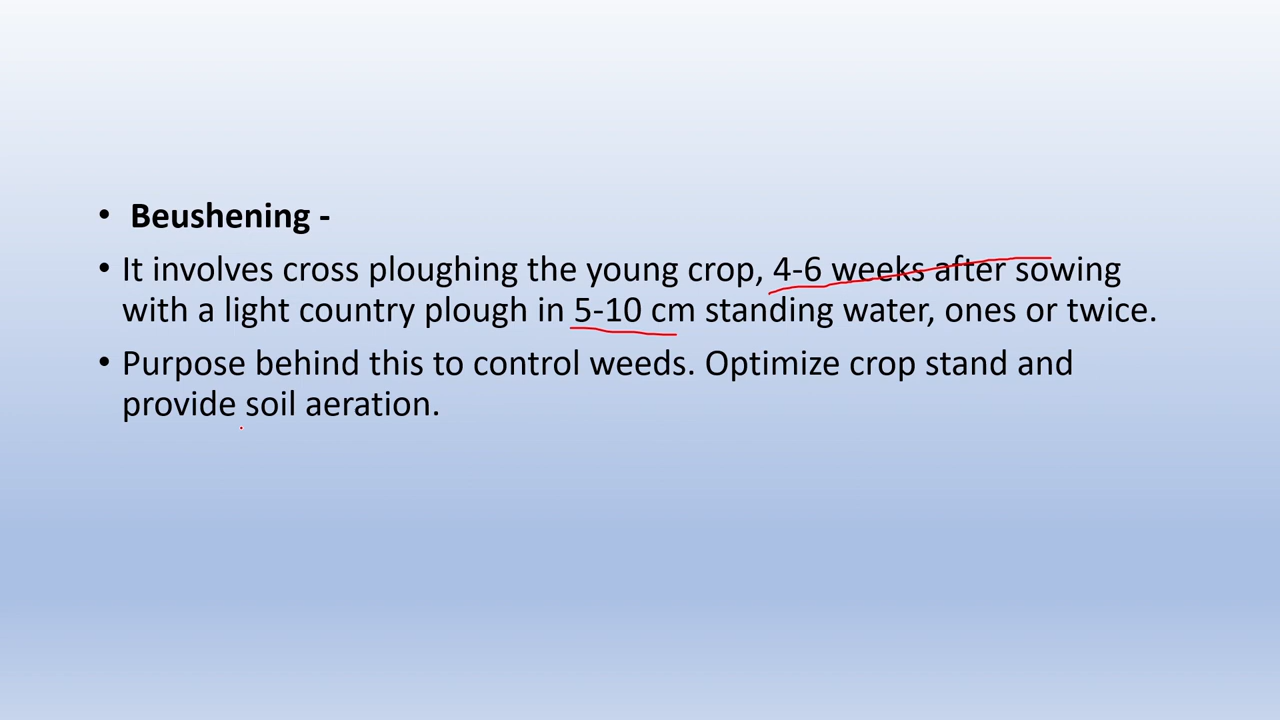 • Beushening -
• It involves cross ploughing the young crop, 4-6 weeks after sowing
with a light country plough in 5-10 cm standing water, ones or twice.
• Purpose behind this to control weeds. Optimize crop stand and
provide soil aeration.